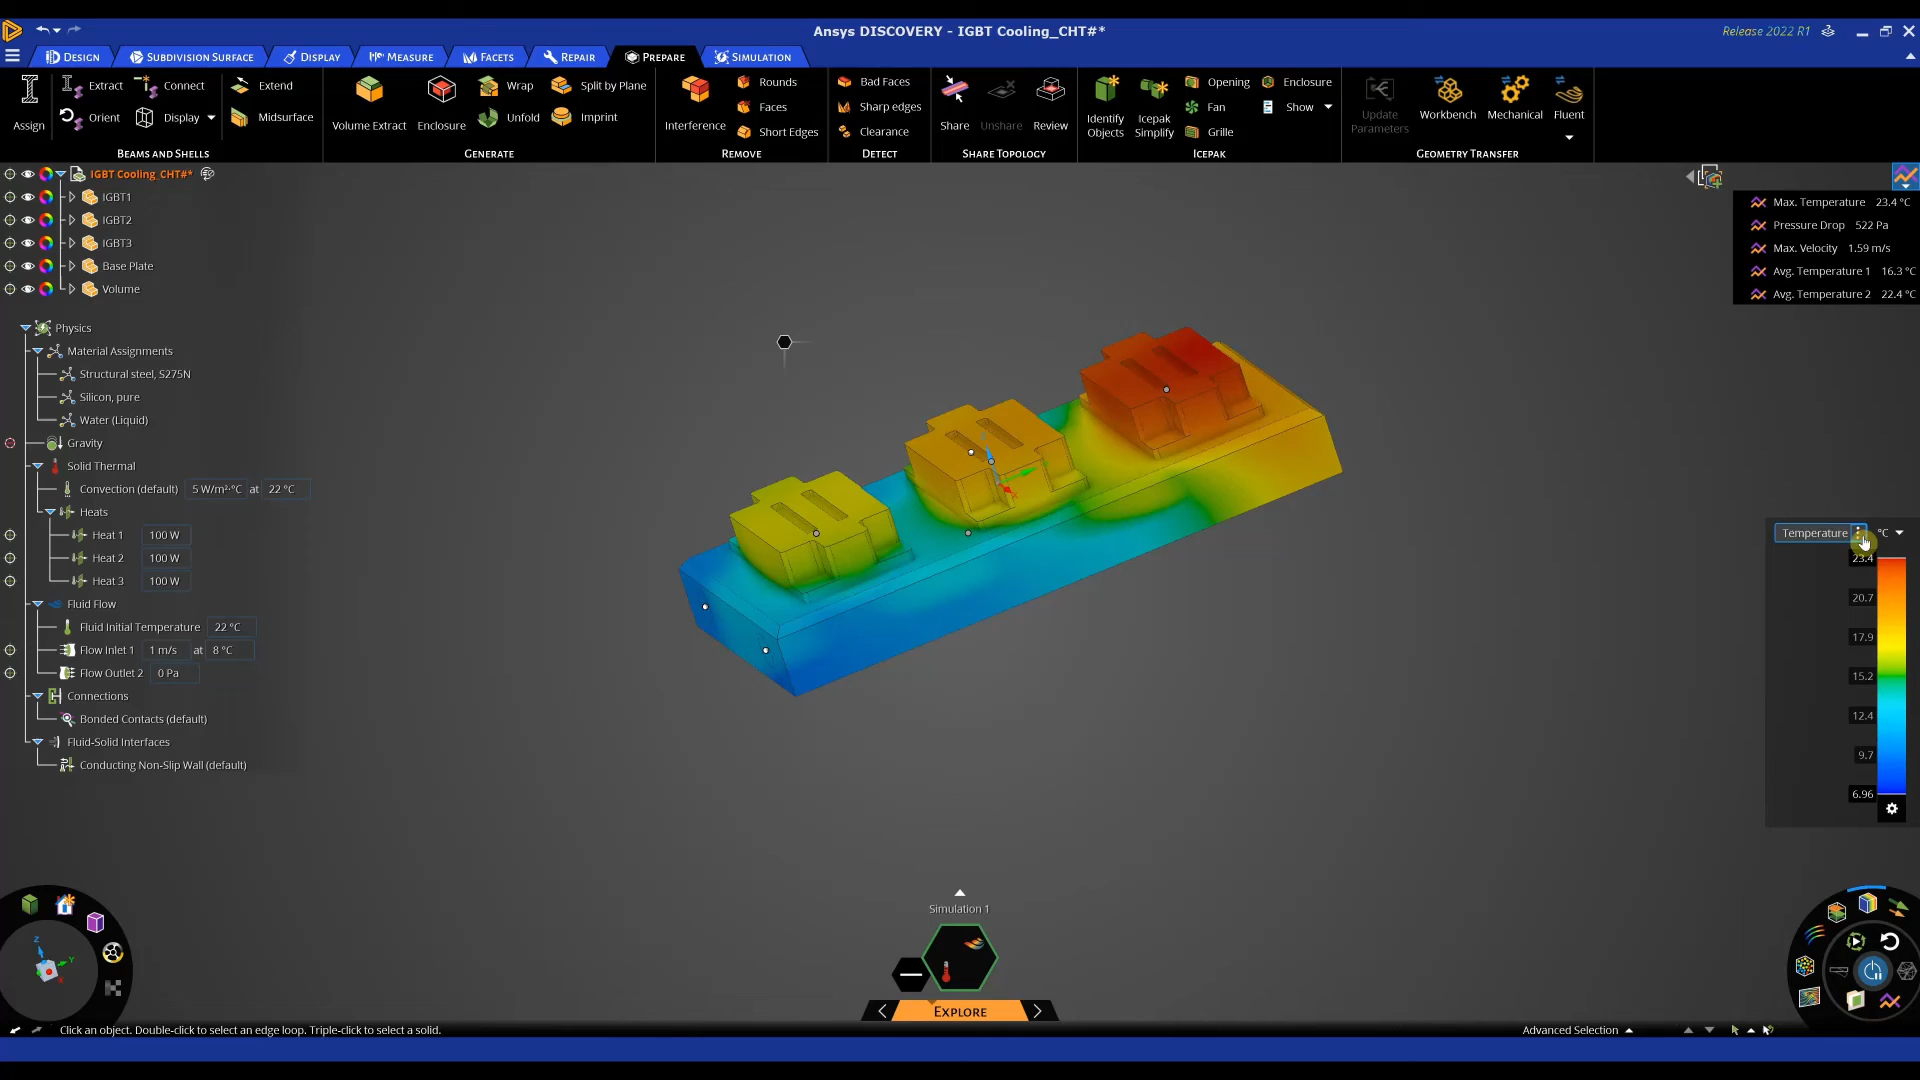 Ansys DISCOVERY - IGBT Cooling_CHT#*
Release 2022 R1
DESIGN
SUBDIVISION SURFACE
DISPLAY
MEASURE
FACETS
REPAIR
PREPARE
SIMULATION
Assign
Extract
Orient
Connect
Display
Extend
Midsurface
BEAMS AND SHELLS
Volume Extract
Enclosure
Wrap
Unfold
Split by Plane
Imprint
GENERATE
Interference
Rounds
Faces
Short Edges
REMOVE
Bad Faces
Sharp edges
Clearance
DETECT
Share
Unshare
Review
SHARE TOPOLOGY
Identify
Objects
Icepak
Simplify
Opening
Fan
Grille
Enclosure
Show
ICEPAK
Update
Parameters
Workbench
Mechanical
Fluent
GEOMETRY TRANSFER
IGBT Cooling_CHT#*
IGBT1
IGBT2
IGBT3
Base Plate
Volume
Physics
Material Assignments
Structural steel, S275N
Silicon, pure
Water (Liquid)
Gravity
Solid Thermal
Convection (default) 5 W/m²·°C at 22 °C
Heats
Heat 1 100 W
Heat 2 100 W
Heat 3 100 W
Fluid Flow
Fluid Initial Temperature 22 °C
Flow Inlet 1 1 m/s at 8 °C
Flow Outlet 2 0 Pa
Connections
Bonded Contacts (default)
Fluid-Solid Interfaces
Conducting Non-Slip Wall (default)
Max. Temperature 23.4 °C
Pressure Drop 522 Pa
Max. Velocity 1.59 m/s
Avg. Temperature 1 16.3 °C
Avg. Temperature 2 22.4 °C
Temperature °C
23.4
20.7
17.9
15.2
12.4
9.7
6.96
Z
Y
X
Simulation 1
EXPLORE
Click an object. Double-click to select an edge loop. Triple-click to select a solid.
Advanced Selection